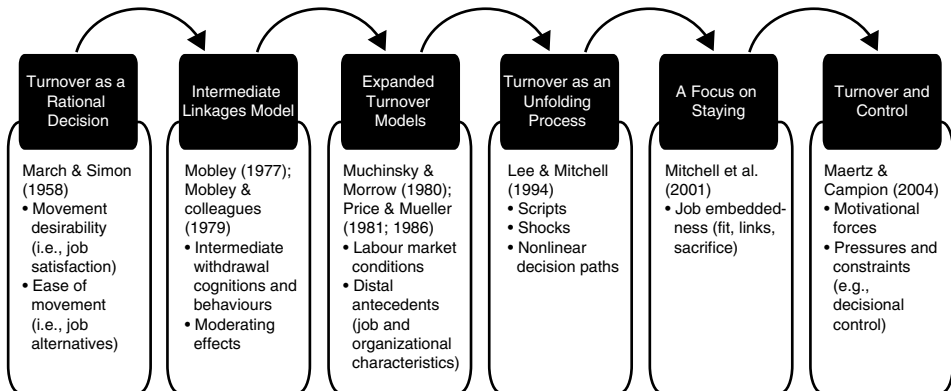 Turnover as a
Rational
Decision
March & Simon
(1958)
• Movement
desirability
(i.e., job
satisfaction)
• Ease of
movement
(i.e., job
alternatives)
Intermediate
Linkages Model
Mobley (1977);
Mobley &
colleagues
(1979)
• Intermediate
withdrawal
cognitions and
behaviours
• Moderating
effects
Expanded
Turnover
Models
Muchinsky &
Morrow (1980);
Price & Mueller
(1981; 1986)
• Labour market
conditions
• Distal
antecedents
(job and
organizational
characteristics)
Turnover as an
Unfolding
Process
Lee & Mitchell
(1994)
• Scripts
• Shocks
• Nonlinear
decision paths
A Focus on
Staying
Mitchell et al.
(2001)
• Job embedded-
ness (fit, links,
sacrifice)
Turnover and
Control
Maertz &
Campion (2004)
• Motivational
forces
• Pressures and
constraints
(e.g.,
decisional
control)